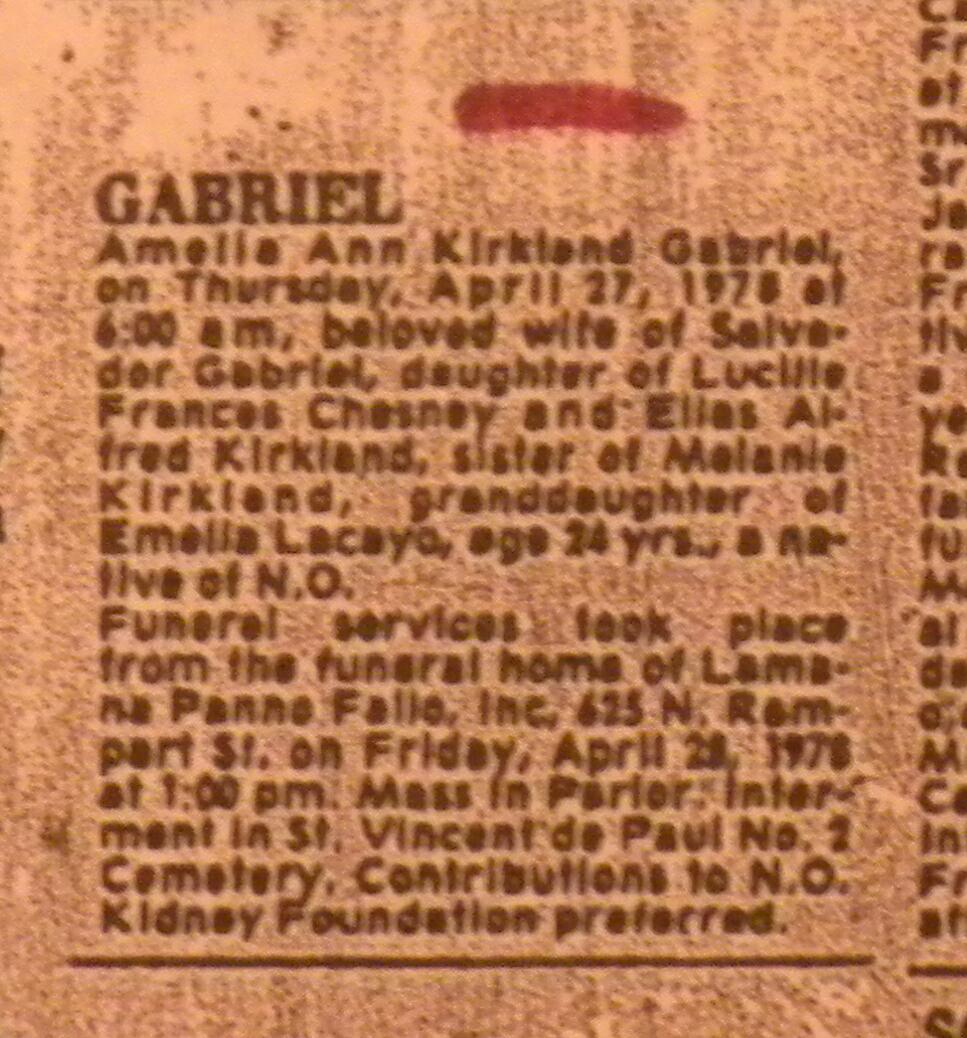 GABRIEL
Amelia Ann Kirkland Gabriel,
on Thursday, April 27, 1978 at
6:00 am, beloved wife of Salva-
dor Gabriel, daughter of Lucille
Frances Chesney and Elias Al-
fred Kirkland, sister of Melanie
Kirkland, granddaughter of
Emelia Lacayo, age 24 yrs., a na-
tive of N.O.
Funeral services took place
from the funeral home of Lama-
na Panno Fallo, Inc, 625 N. Ram-
part St. on Friday, April 28, 1978
at 1:00 pm. Mass in Parlor. Inter-
ment in St. Vincent de Paul No. 2
Cemetery. Contributions to N.O.
Kidney Foundation preferred.